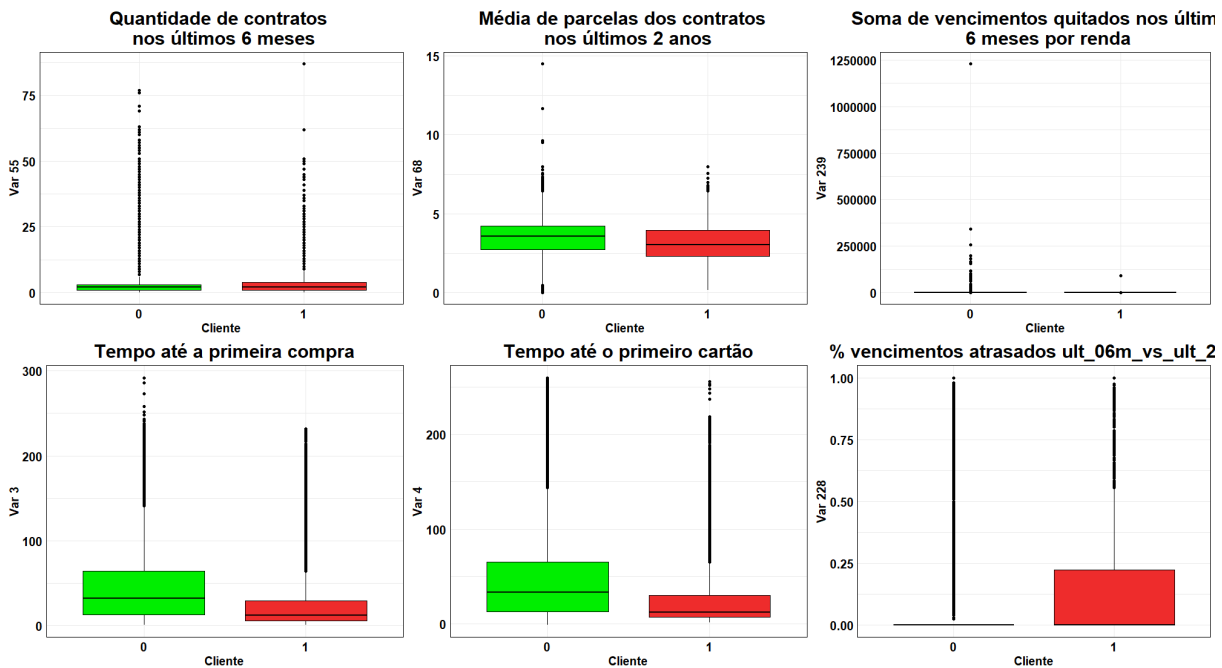 Quantidade de contratos
nos últimos 6 meses
Var 55
75
50
25
0
0
1
Cliente
Média de parcelas dos contratos
nos últimos 2 anos
Var 68
15
10
5
0
0
1
Cliente
Soma de vencimentos quitados nos últim
6 meses por renda
Var 239
1250000
1000000
750000
500000
250000
0
0
1
Cliente
Tempo até a primeira compra
Var 3
300
200
100
0
0
1
Cliente
Tempo até o primeiro cartão
Var 4
200
100
0
0
1
Cliente
% vencimentos atrasados ult_06m_vs_ult_2
Var 228
1.00
0.75
0.50
0.25
0.00
0
1
Cliente